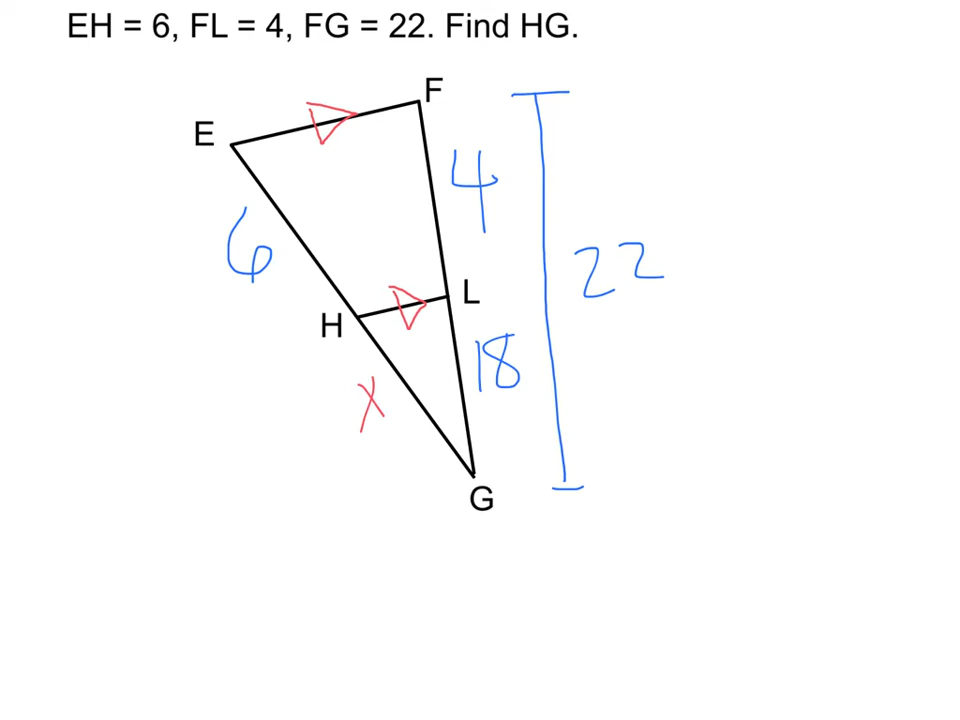 EH = 6, FL = 4, FG = 22. Find HG.
F
E
4
6
22
L
H
18
x
G